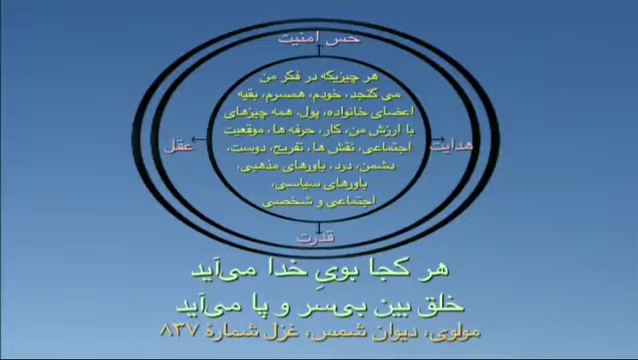 حس امنیت
هر چیزیکه در فکر من
می گنجد، خودم، همسرم، بقیه
اعضای خانواده، پول، همه چیزهای
با ارزش من، کار، حرفه ها، موقعیت
اجتماعی، نقش ها، تفریح، دوست،
دشمن، درد، باورهای مذهبی،
باورهای سیاسی،
اجتماعی و شخصی
هدایت
عقل
قدرت
هر کجا بویِ خدا می‌آید
خلق بین بی‌سر و پا می‌آید
مولوی، دیوان شمس، غزل شمارهٔ ۸۳۷